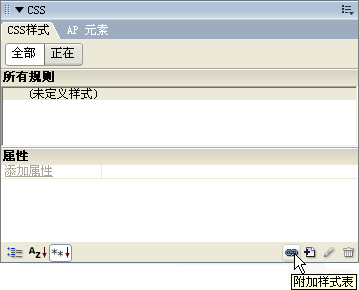 CSS
CSS样式 AP 元素
全部 正在
所有规则
(未定义样式)
属性
添加属性
Az↓ **↓
附加样式表